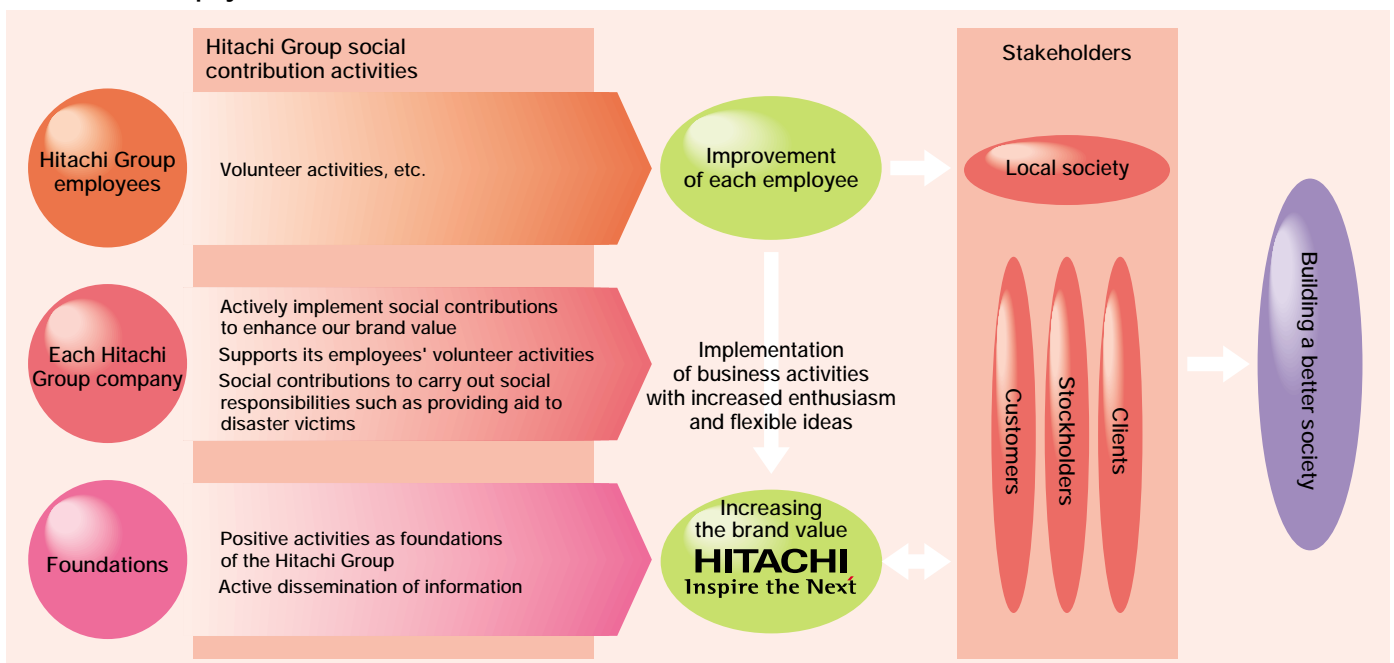 Hitachi Group social
contribution activities
Stakeholders
Hitachi Group
employees
Volunteer activities, etc.
Improvement
of each employee
Local society
Each Hitachi
Group company
Actively implement social contributions
to enhance our brand value
Supports its employees' volunteer activities
Social contributions to carry out social
responsibilities such as providing aid to
disaster victims
Implementation
of business activities
with increased enthusiasm
and flexible ideas
Customers
Stockholders
Clients
Building a better society
Foundations
Positive activities as foundations
of the Hitachi Group
Active dissemination of information
Increasing
the brand value
HITACHI
Inspire the Next